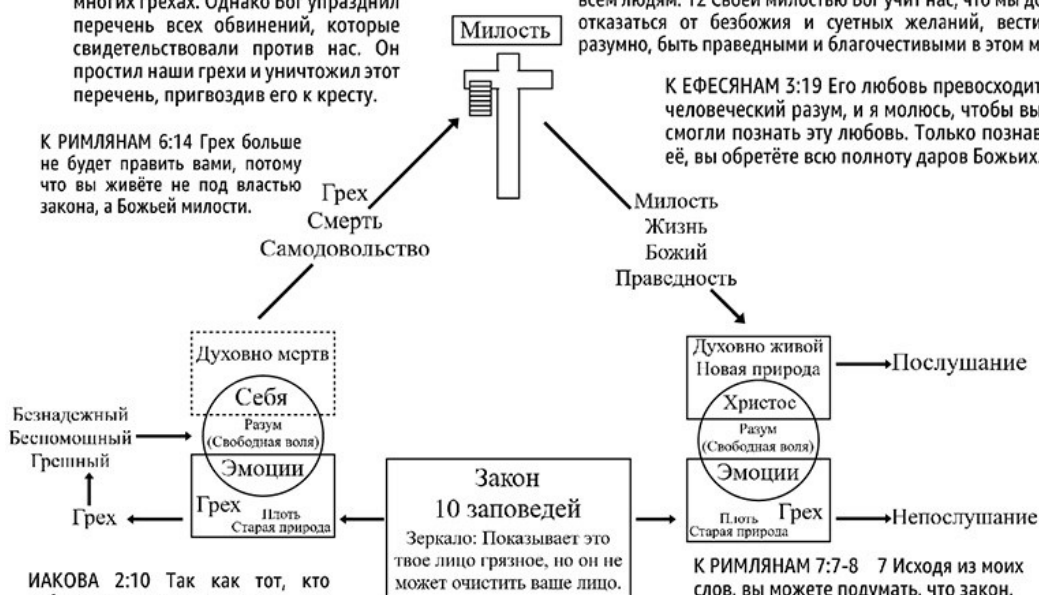 многих грехах. Однако Бог упразднил
перечень всех обвинений, которые
свидетельствовали против нас. Он
простил наши грехи и уничтожил этот
перечень, пригвоздив его к кресту.
Милость
всем людям. 12 Своей милостью Бог учит нас, что мы до
отказаться от безбожия и суетных желаний, вести
разумно, быть праведными и благочестивыми в этом м
К ЕФЕСЯНАМ 3:19 Его любовь превосходит
человеческий разум, и я молюсь, чтобы вы
смогли познать эту любовь. Только познав
её, вы обретёте всю полноту даров Божьих.
К РИМЛЯНАМ 6:14 Грех больше
не будет править вами, потому
что вы живёте не под властью
закона, а Божьей милости.
Грех
Смерть
Самодовольство
Милость
Жизнь
Божий
Праведность
Духовно мертв
Себя
Разум
(Свободная воля)
Эмоции
Грех
Плоть
Старая природа
Безнадежный
Беспомошный
Грешный
Грех
Закон
10 заповедей
Зеркало: Показывает это
твое лицо грязное, но он не
может очистить ваше лицо.
Духовно живой
Новая природа
Христос
Разум
(Свободная воля)
Эмоции
Плоть
Грех
Старая природа
Послушание
Непослушание
ИАКОВА 2:10 Так как тот, кто
К РИМЛЯНАМ 7:7-8 7 Исходя из моих
слов, вы можете подумать, что закон,